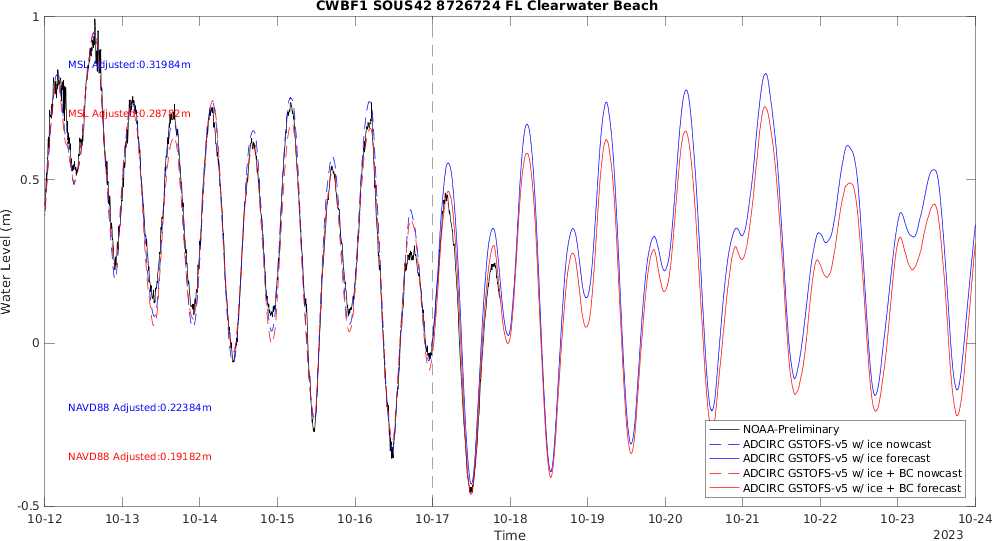 CWBF1 SOUS42 8726724 FL Clearwater Beach
1
MSL Adjusted:0.31984m
MSL Adjusted:0.28782m
0.5
Water Level (m)
0
NAVD88 Adjusted:0.22384m
NAVD88 Adjusted:0.19182m
NOAA-Preliminary
ADCIRC GSTOFS-v5 w/ ice nowcast
ADCIRC GSTOFS-v5 w/ ice forecast
ADCIRC GSTOFS-v5 w/ ice + BC nowcast
ADCIRC GSTOFS-v5 w/ ice + BC forecast
-0.5
10-12 10-13 10-14 10-15 10-16 10-17 10-18 10-19 10-20 10-21 10-22 10-23 10-24
Time
2023